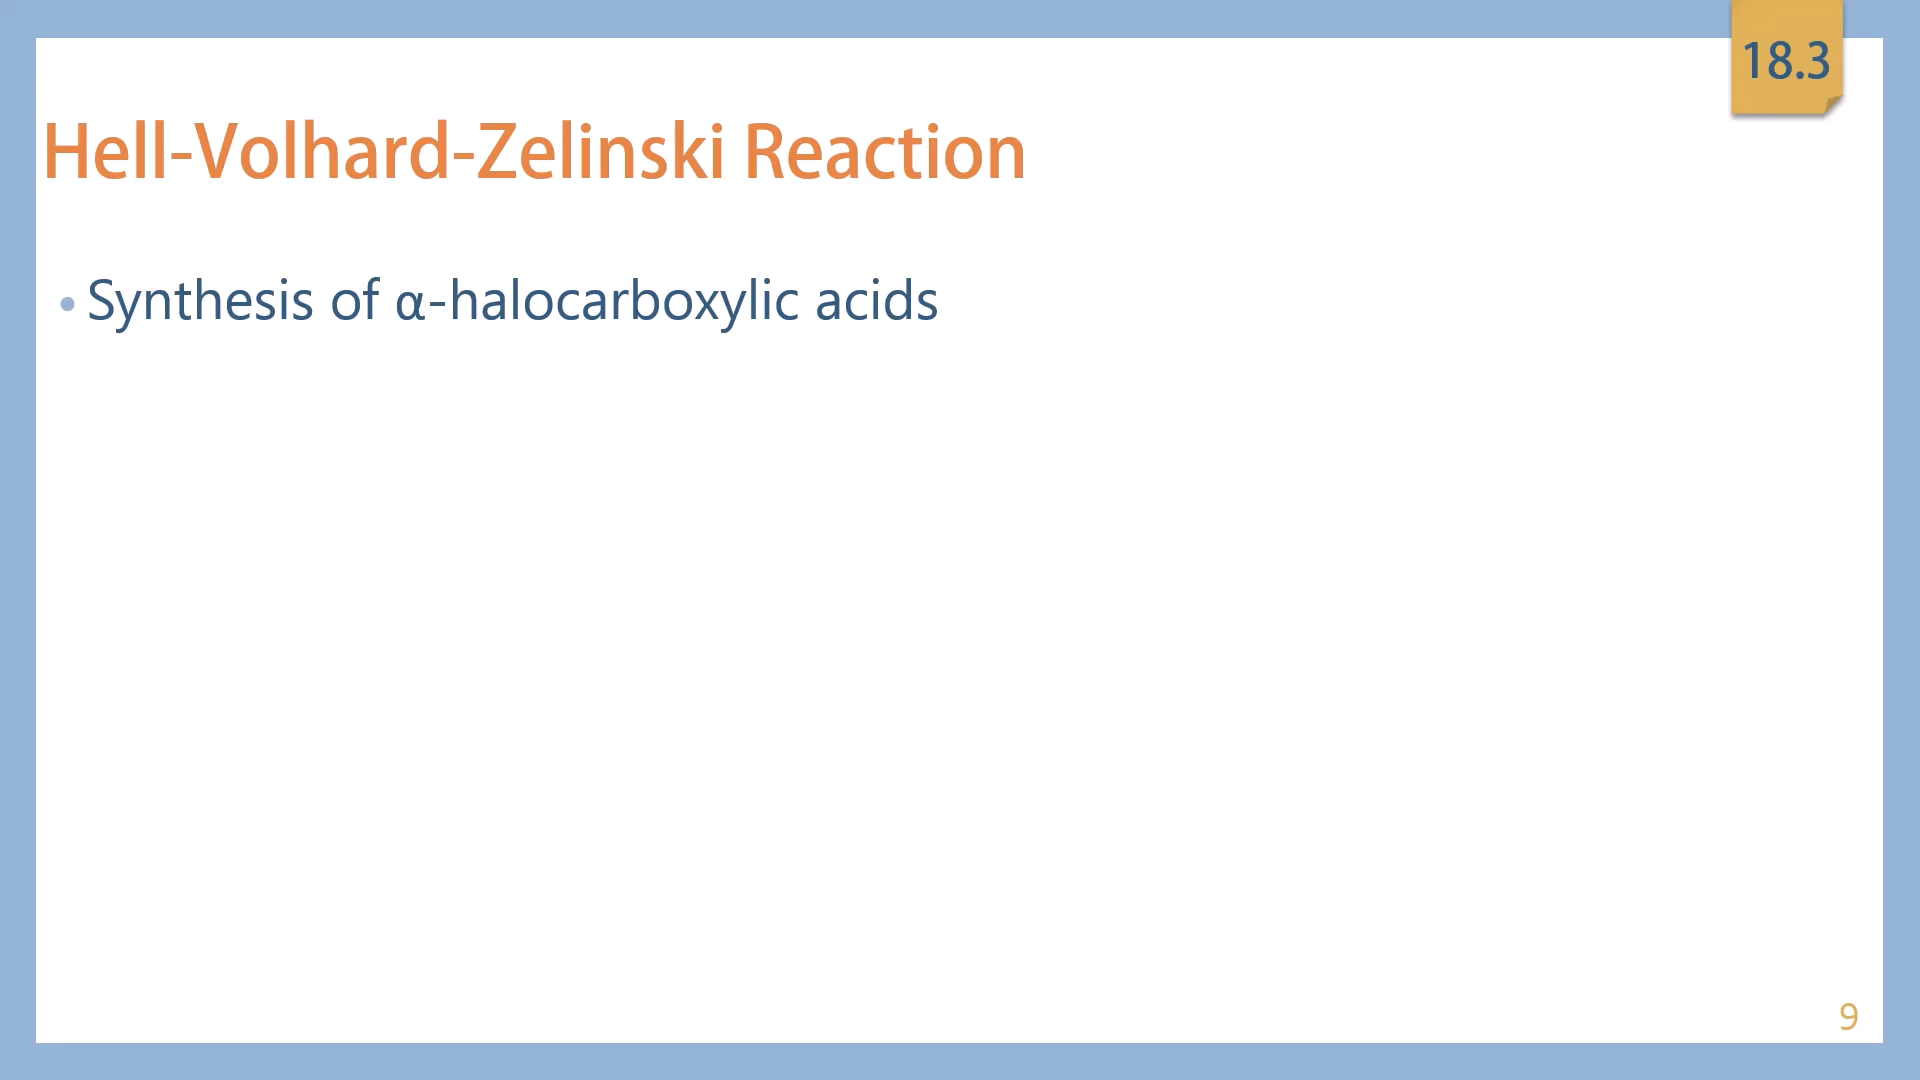 18.3
Hell-Volhard-Zelinski Reaction
• Synthesis of α-halocarboxylic acids
9